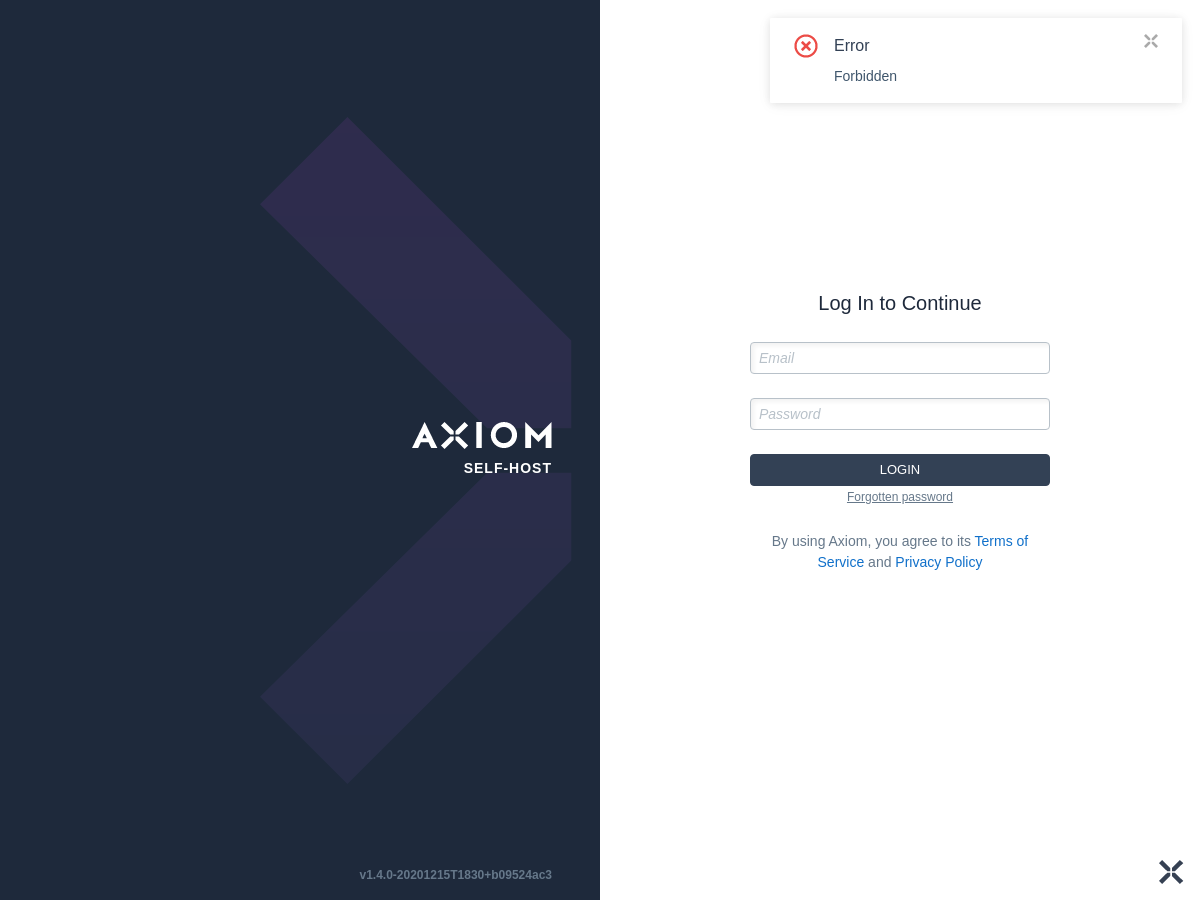 AXIOM
SELF-HOST
v1.4.0-20201215T1830+b09524ac3
Error
Forbidden
Log In to Continue
Email
Password
LOGIN
Forgotten password
By using Axiom, you agree to its Terms of
Service and Privacy Policy